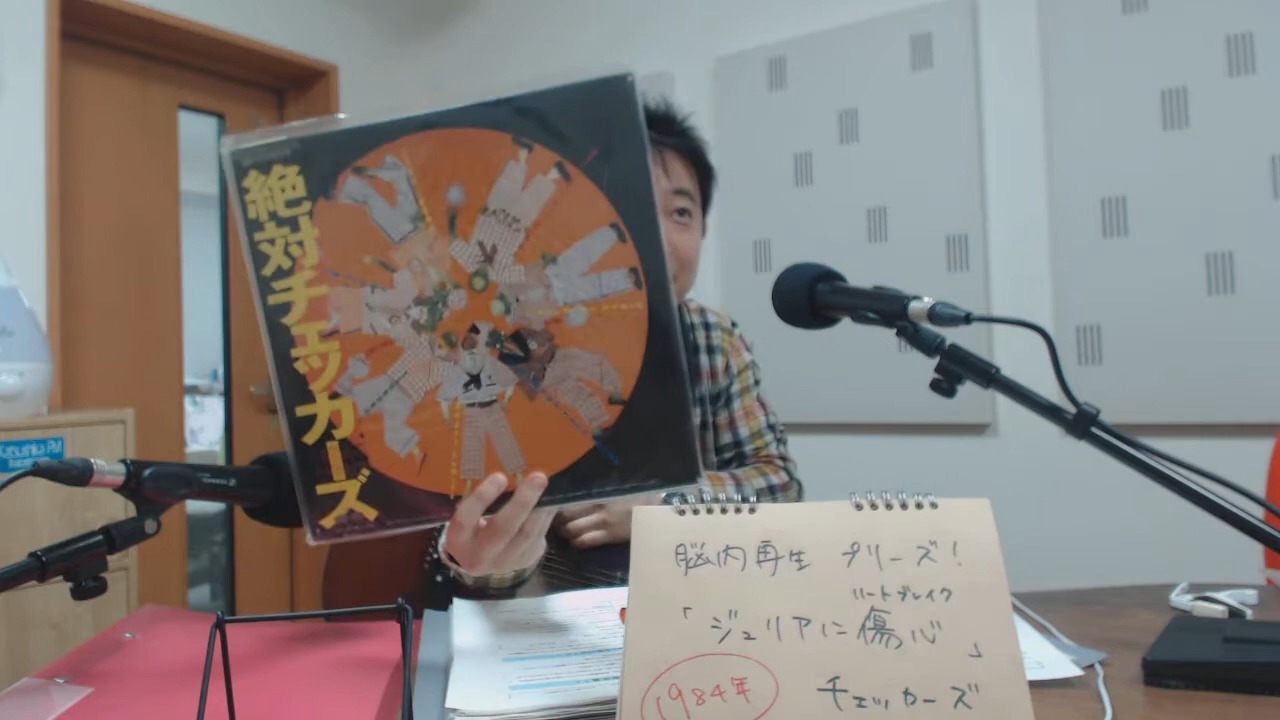 絶対チェッカーズ
脳内再生 プリーズ!
ハートブレイク
「ジュリアに傷心」
1984年
チェッカーズ